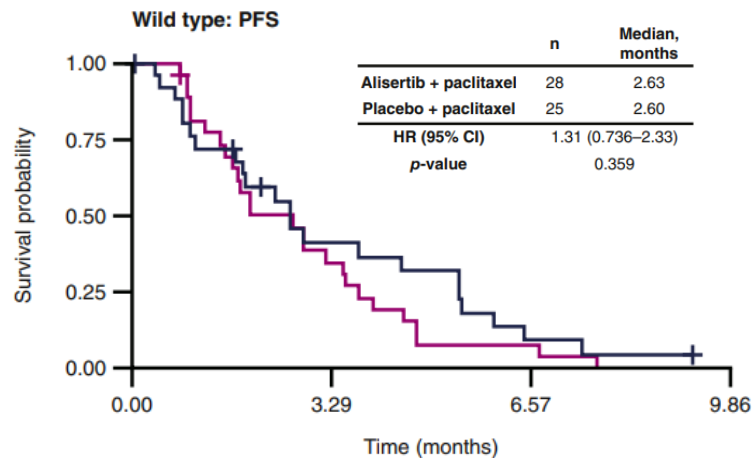 Wild type: PFS
n
Median,
months
Alisertib + paclitaxel 28 2.63
Placebo + paclitaxel 25 2.60
HR (95% CI) 1.31 (0.736–2.33)
p-value 0.359
Survival probability
1.00
0.75
0.50
0.25
0.00
0.00 3.29 6.57 9.86
Time (months)